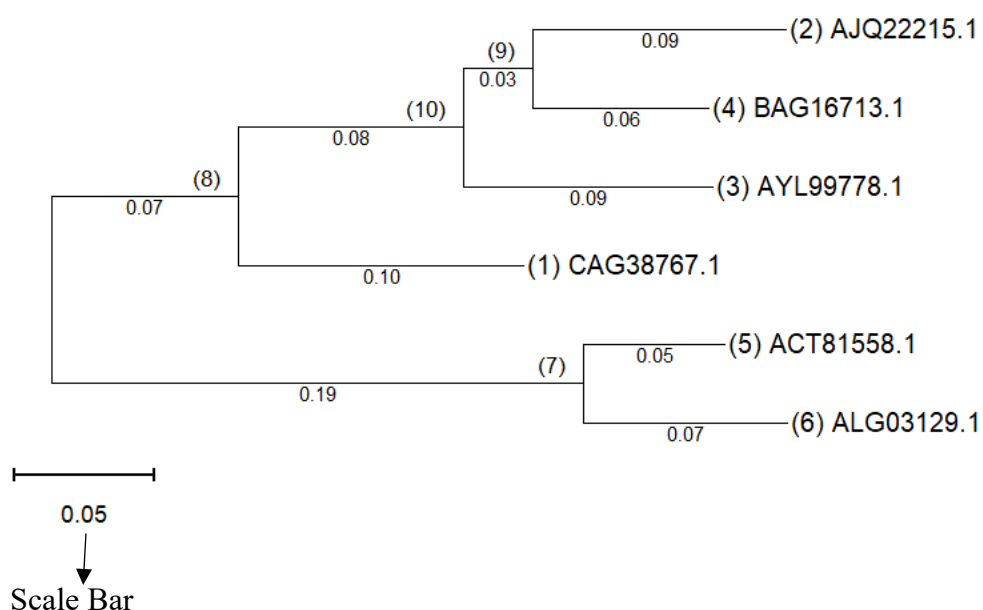 (2) AJQ22215.1
0.09
(9)
0.03
(4) BAG16713.1
0.06
(10)
0.08
(3) AYL99778.1
0.09
(8)
0.07
(1) CAG38767.1
0.10
(5) ACT81558.1
0.05
(7)
0.19
(6) ALG03129.1
0.07
0.05
Scale Bar